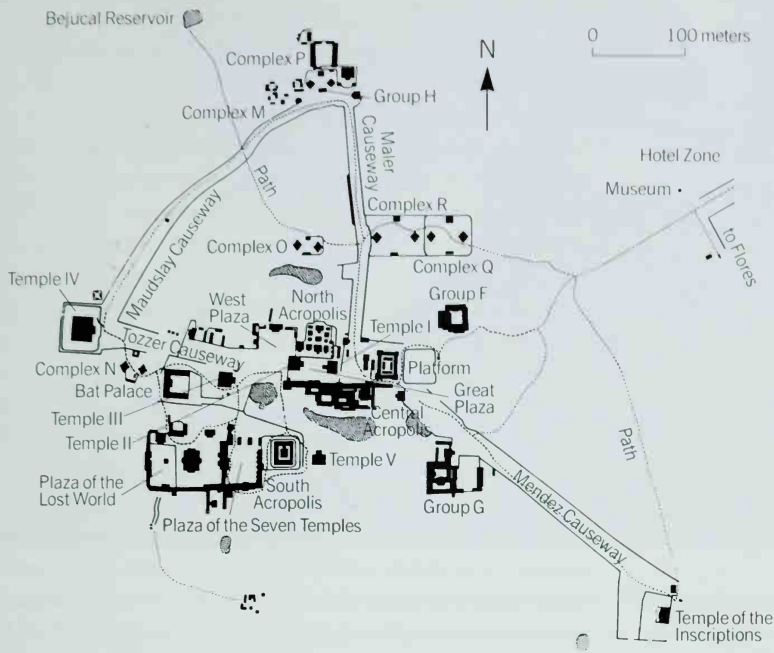 Bejucal Reservoir
N
0 100 meters
Complex P
Group H
Complex M
Maler
Causeway
Hotel Zone
Museum
to Flores
Path
Maudslay Causeway
Complex R
Complex O
Complex Q
Temple IV
West
Plaza
North
Acropolis
Group F
Temple I
Tozzer Causeway
Platform
Complex N
Bat Palace
Great
Plaza
Temple III
Central
Acropolis
Temple II
Path
Temple V
Plaza of the
Lost World
South
Acropolis
Group G
Mendez Causeway
Plaza of the Seven Temples
Temple of the
Inscriptions